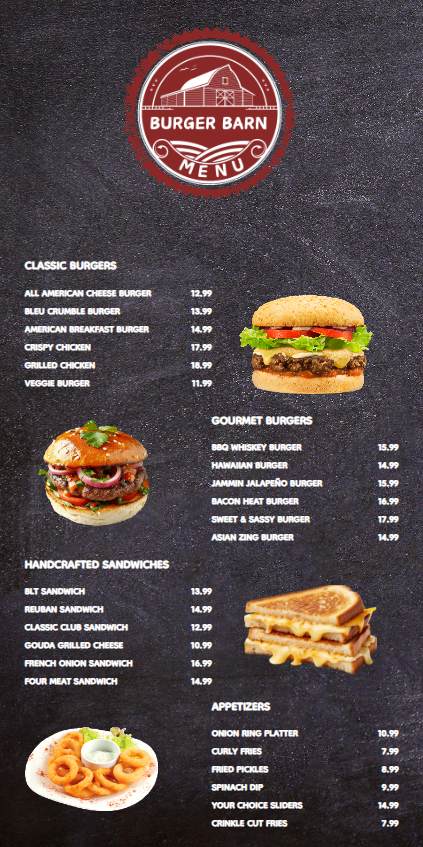 BURGER BARN
MENU
CLASSIC BURGERS
ALL AMERICAN CHEESE BURGER 12.99
BLEU CRUMBLE BURGER 13.99
AMERICAN BREAKFAST BURGER 14.99
CRISPY CHICKEN 17.99
GRILLED CHICKEN 18.99
VEGGIE BURGER 11.99
GOURMET BURGERS
BBQ WHISKEY BURGER 15.99
HAWAIIAN BURGER 14.99
JAMMIN JALAPEÑO BURGER 15.99
BACON HEAT BURGER 16.99
SWEET & SASSY BURGER 17.99
ASIAN ZING BURGER 14.99
HANDCRAFTED SANDWICHES
BLT SANDWICH 13.99
REUBAN SANDWICH 14.99
CLASSIC CLUB SANDWICH 12.99
GOUDA GRILLED CHEESE 10.99
FRENCH ONION SANDWICH 16.99
FOUR MEAT SANDWICH 14.99
APPETIZERS
ONION RING PLATTER 10.99
CURLY FRIES 7.99
FRIED PICKLES 8.99
SPINACH DIP 9.99
YOUR CHOICE SLIDERS 14.99
CRINKLE CUT FRIES 7.99